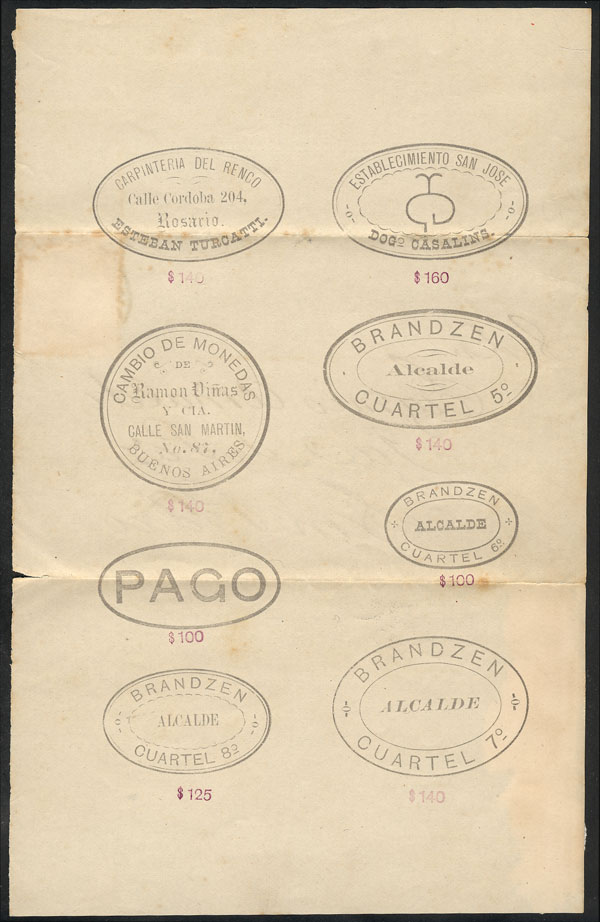 CARPINTERIA DEL RENCO
Calle Cordoba 204,
Rosario.
ESTEBAN TURCATTI.
$140
ESTABLECIMIENTO SAN JOSE
DOGº CASALINS.
$160
CAMBIO DE MONEDAS
DE
Ramon Viñas
Y CIA.
CALLE SAN MARTIN,
No. 87.
BUENOS AIRES
$140
BRANDZEN
Alcalde
CUARTEL 5º
$140
BRANDZEN
ALCALDE
CUARTEL 6º
$100
PAGO
$100
BRANDZEN
ALCALDE
CUARTEL 8º
$125
BRANDZEN
ALCALDE
CUARTEL 7º
$140